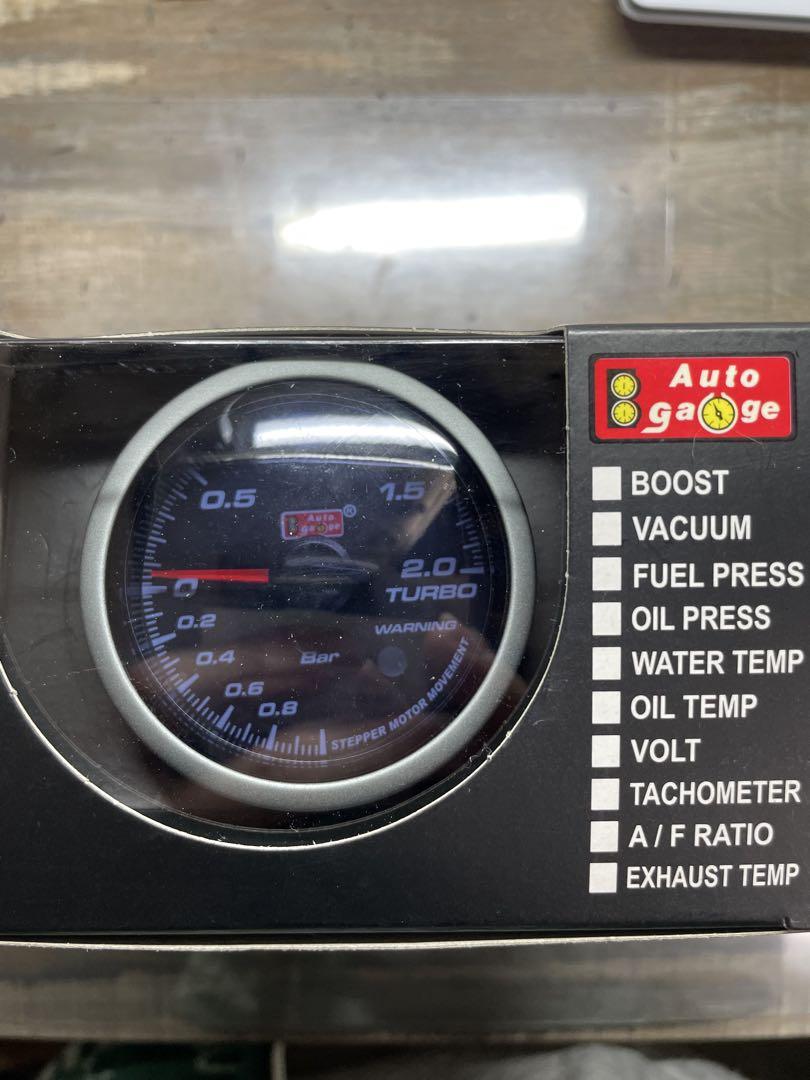 Auto
gauge
BOOST
VACUUM
FUEL PRESS
OIL PRESS
WATER TEMP
OIL TEMP
VOLT
TACHOMETER
A / F RATIO
EXHAUST TEMP
0.5
1.5
Auto
gauge
®
2.0
TURBO
0
0.2
WARNING
0.4
Bar
0.6
0.8
STEPPER MOTOR MOVEMENT